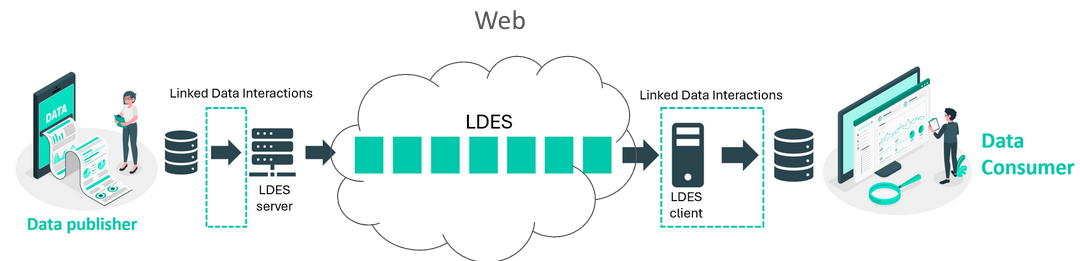 Web
Linked Data Interactions
Linked Data Interactions
DATA
LDES
LDES
server
LDES
client
Data
Consumer
Data publisher